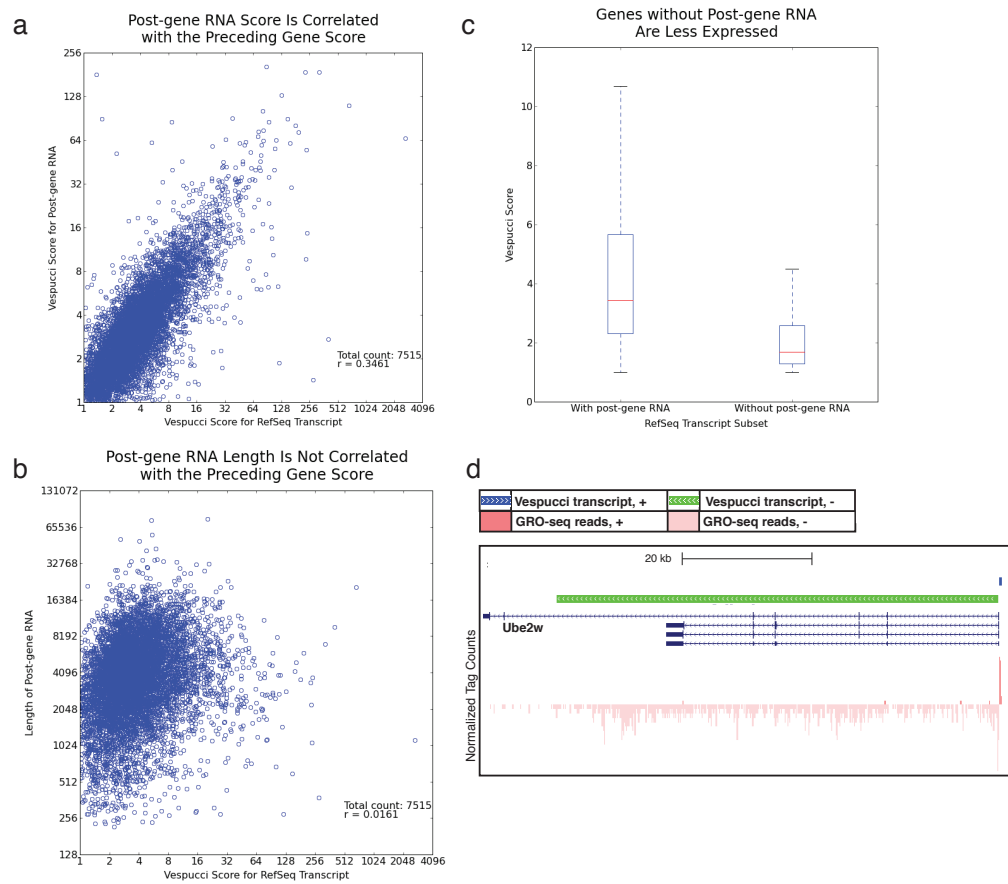 a
Post-gene RNA Score Is Correlated
with the Preceding Gene Score
256
128
64
32
16
8
4
2
1
Vespucci Score for Post-gene RNA
Total count: 7515
r = 0.3461
1 2 4 8 16 32 64 128 256 512 1024 2048 4096
Vespucci Score for RefSeq Transcript
b
Post-gene RNA Length Is Not Correlated
with the Preceding Gene Score
131072
65536
32768
16384
8192
4096
2048
1024
512
256
128
Length of Post-gene RNA
Total count: 7515
r = 0.0161
1 2 4 8 16 32 64 128 256 512 1024 2048 4096
Vespucci Score for RefSeq Transcript
c
Genes without Post-gene RNA
Are Less Expressed
12
10
8
6
4
2
0
Vespucci Score
With post-gene RNA Without post-gene RNA
RefSeq Transcript Subset
d
Vespucci transcript, + Vespucci transcript, -
GRO-seq reads, + GRO-seq reads, -
20 kb
Ube2w
Normalized Tag Counts